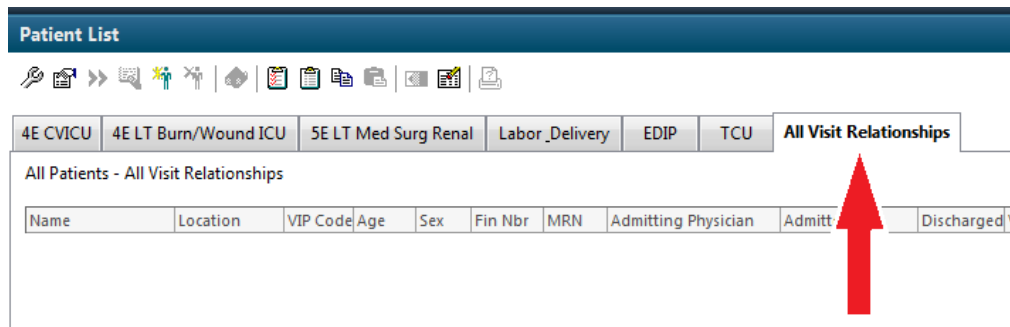 Patient List
4E CVICU 4E LT Burn/Wound ICU 5E LT Med Surg Renal Labor_Delivery EDIP TCU All Visit Relationships
All Patients - All Visit Relationships
Name Location VIP Code Age Sex Fin Nbr MRN Admitting Physician Admitt Discharged